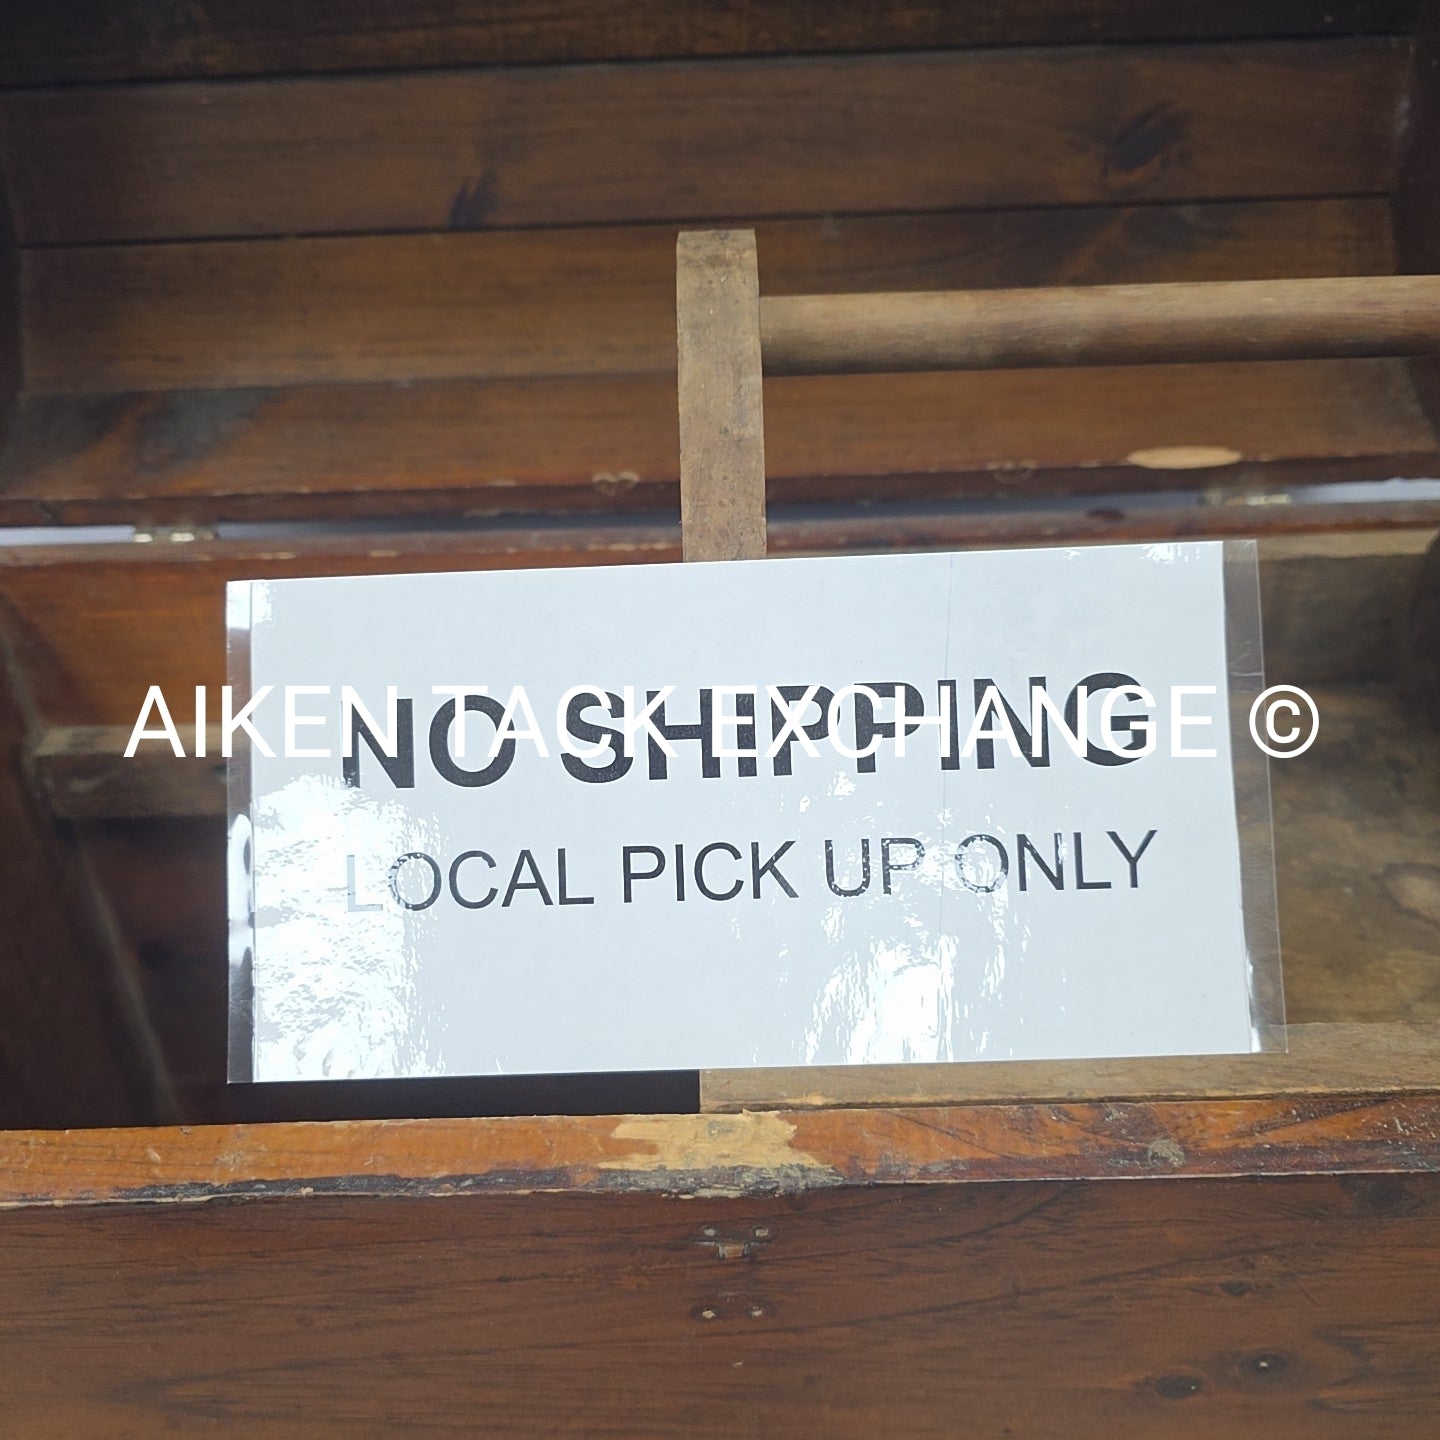 NO SHIPPING
AIKEN TACK EXCHANGE ©
LOCAL PICK UP ONLY